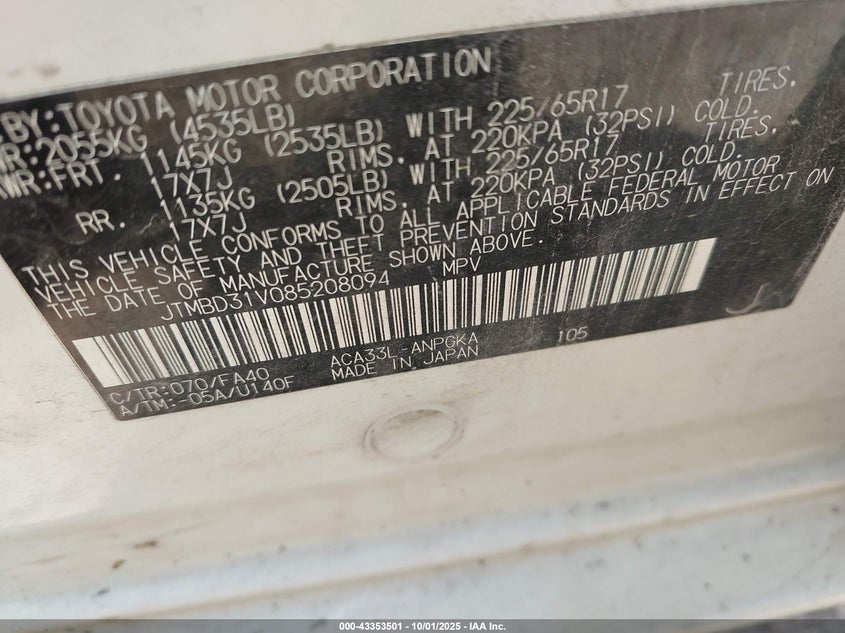 BY:TOYOTA MOTOR CORPORATION
R:2055KG (4535LB)
WR:FRT. 1145KG (2535LB) WITH 225/65R17 TIRES.
17X7J RIMS. AT 220KPA (32PSI) COLD.
RR. 1135KG (2505LB) WITH 225/65R17 TIRES.
17X7J RIMS. AT 220KPA (32PSI) COLD.
THIS VEHICLE CONFORMS TO ALL APPLICABLE FEDERAL MOTOR
VEHICLE SAFETY AND THEFT PREVENTION STANDARDS IN EFFECT ON
THE DATE OF MANUFACTURE SHOWN ABOVE.
JTMBD31V085208094 MPV
C/TR:070/FA40 ACA33L-ANPGKA 105
A/TM:-05A/U140F MADE IN JAPAN
000-43353501 • 10/01/2025 - IAA Inc.